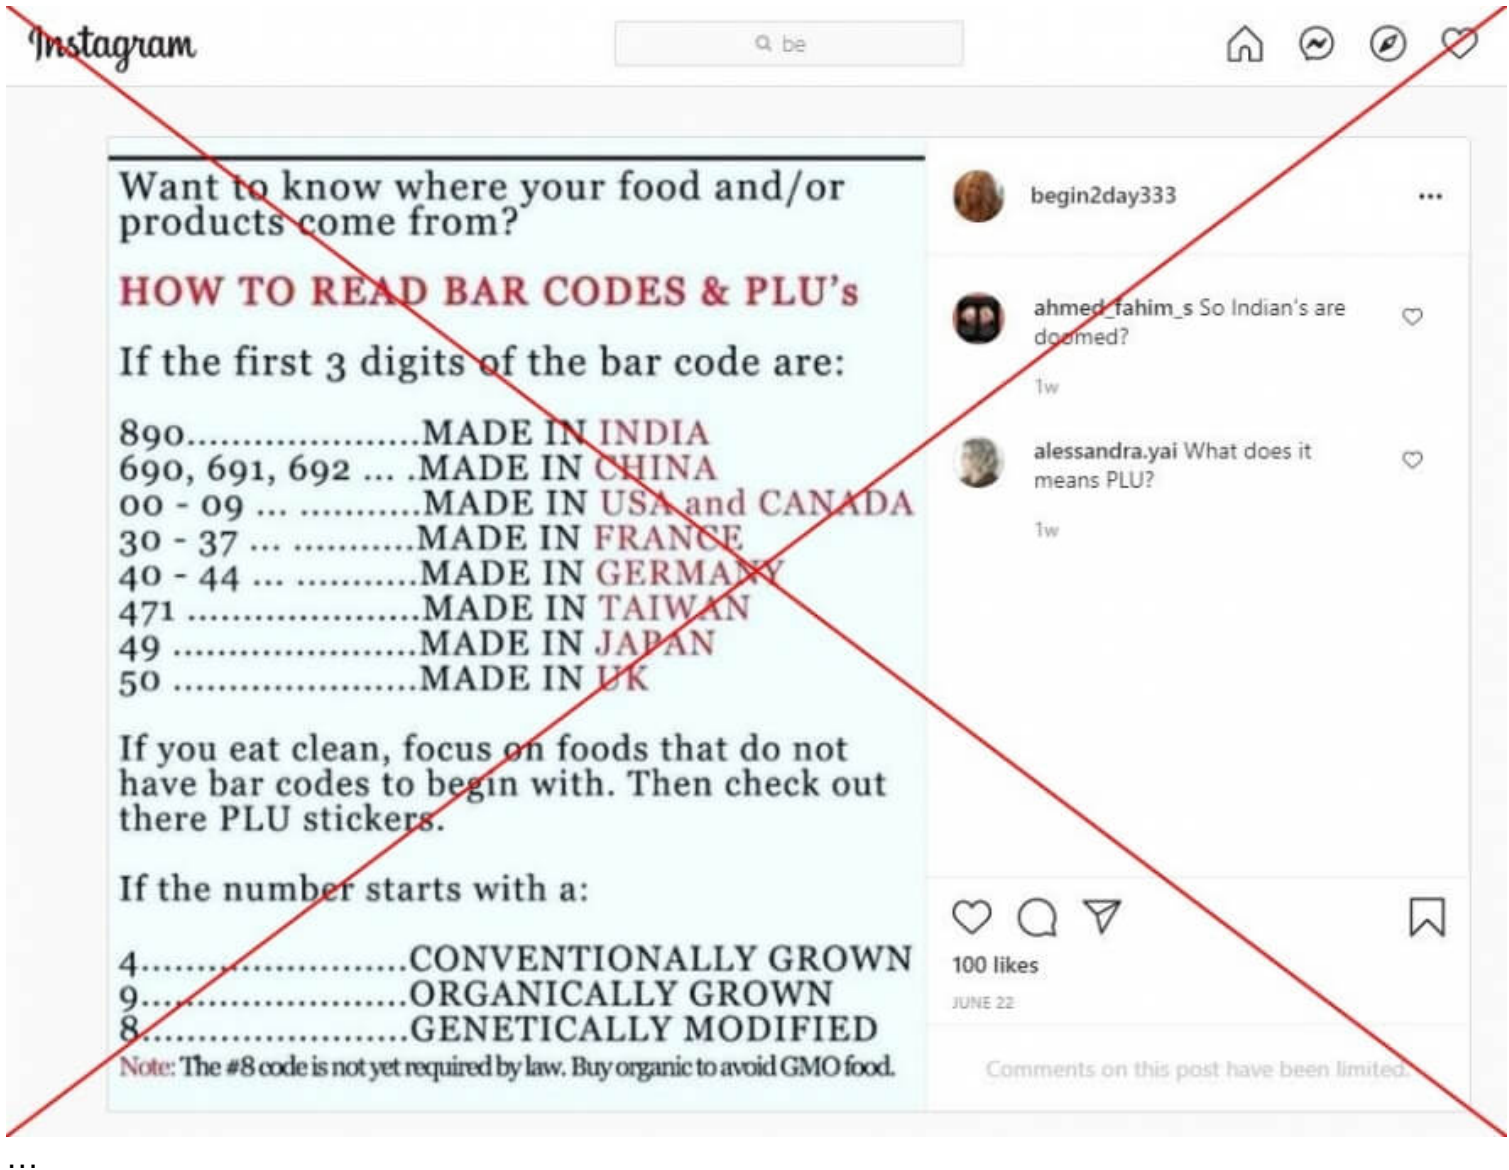 Instagram
be
Want to know where your food and/or
products come from?
HOW TO READ BAR CODES & PLU's
If the first 3 digits of the bar code are:
890.....................MADE IN INDIA
690, 691, 692 ... .MADE IN CHINA
00 - 09 ... ...........MADE IN USA and CANADA
30 - 37 ... ...........MADE IN FRANCE
40 - 44 ... ............MADE IN GERMANY
471 .....................MADE IN TAIWAN
49 ......................MADE IN JAPAN
50 ......................MADE IN UK
If you eat clean, focus on foods that do not
have bar codes to begin with. Then check out
there PLU stickers.
If the number starts with a:
4........................CONVENTIONALLY GROWN
9........................ORGANICALLY GROWN
8........................GENETICALLY MODIFIED
Note: The #8 code is not yet required by law. Buy organic to avoid GMO food.
begin2day333
ahmed_fahim_s So Indian's are
doomed?
1w
alessandra.yai What does it
means PLU?
1w
100 likes
JUNE 22
Comments on this post have been limited.
...